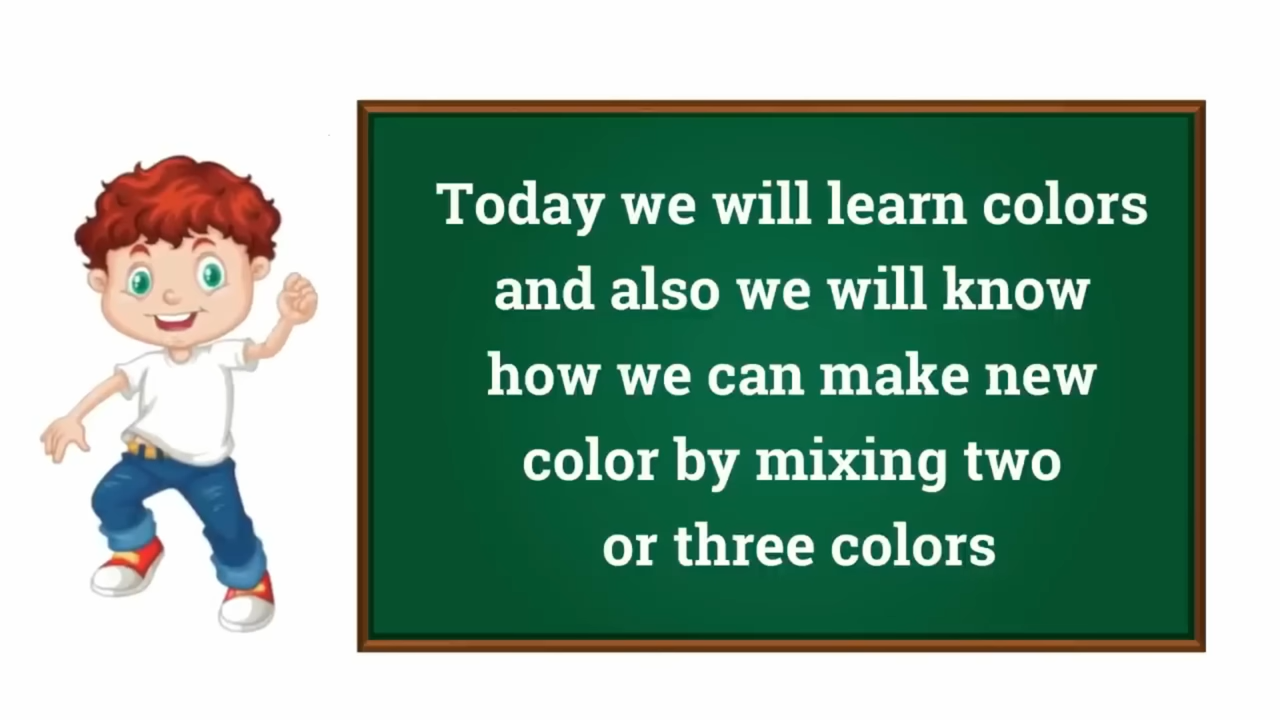 Today we will learn colors
and also we will know
how we can make new
color by mixing two
or three colors